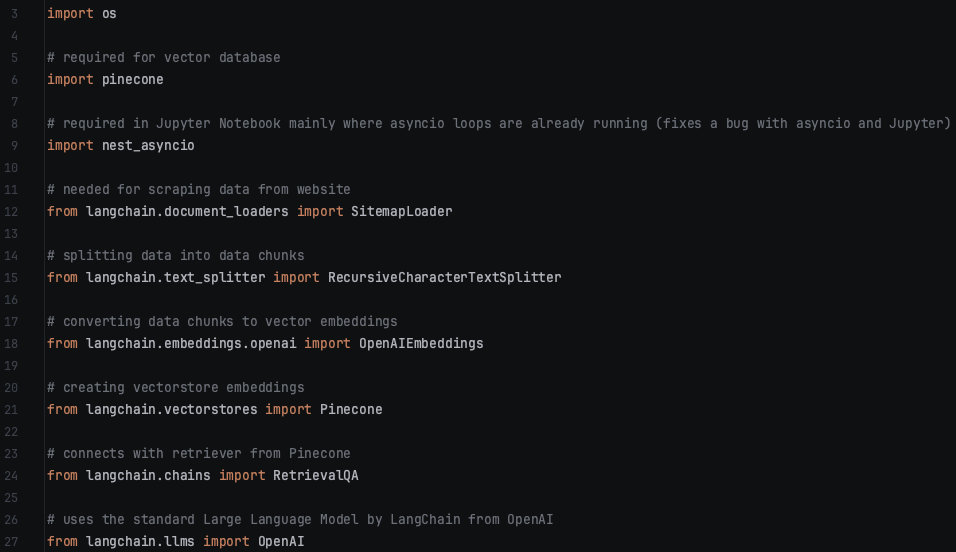 3 import os
4
5 # required for vector database
6 import pinecone
7
8 # required in Jupyter Notebook mainly where asyncio loops are already running (fixes a bug with asyncio and Jupyter)
9 import nest_asyncio
10
11 # needed for scraping data from website
12 from langchain.document_loaders import SitemapLoader
13
14 # splitting data into data chunks
15 from langchain.text_splitter import RecursiveCharacterTextSplitter
16
17 # converting data chunks to vector embeddings
18 from langchain.embeddings.openai import OpenAIEmbeddings
19
20 # creating vectorstore embeddings
21 from langchain.vectorstores import Pinecone
22
23 # connects with retriever from Pinecone
24 from langchain.chains import RetrievalQA
25
26 # uses the standard Large Language Model by LangChain from OpenAI
27 from langchain.llms import OpenAI